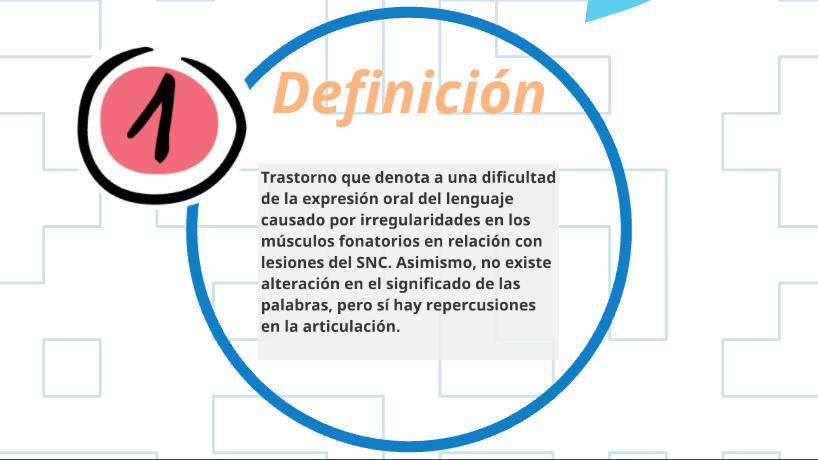 1
Definición
Trastorno que denota a una dificultad
de la expresión oral del lenguaje
causado por irregularidades en los
músculos fonatorios en relación con
lesiones del SNC. Asimismo, no existe
alteración en el significado de las
palabras, pero sí hay repercusiones
en la articulación.